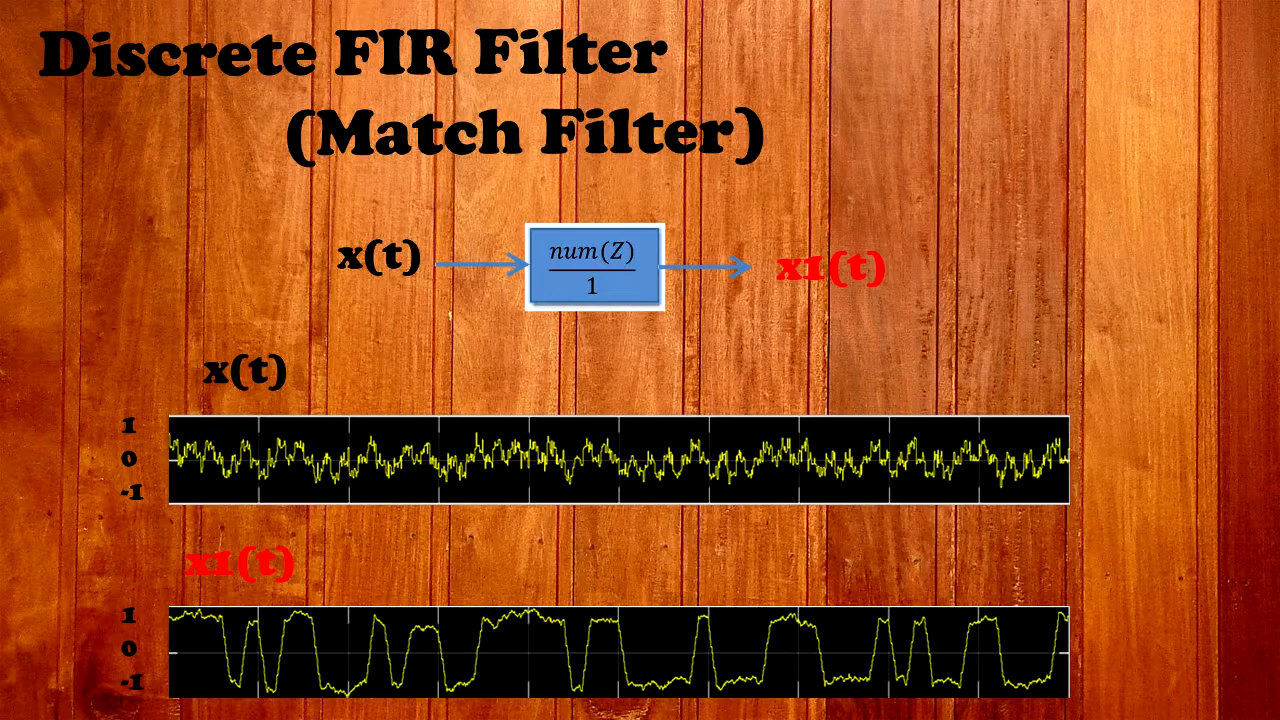 Discrete FIR Filter
(Match Filter)
x(t)
num(Z)
1
x1(t)
x(t)
1
0
-1
x1(t)
1
0
-1